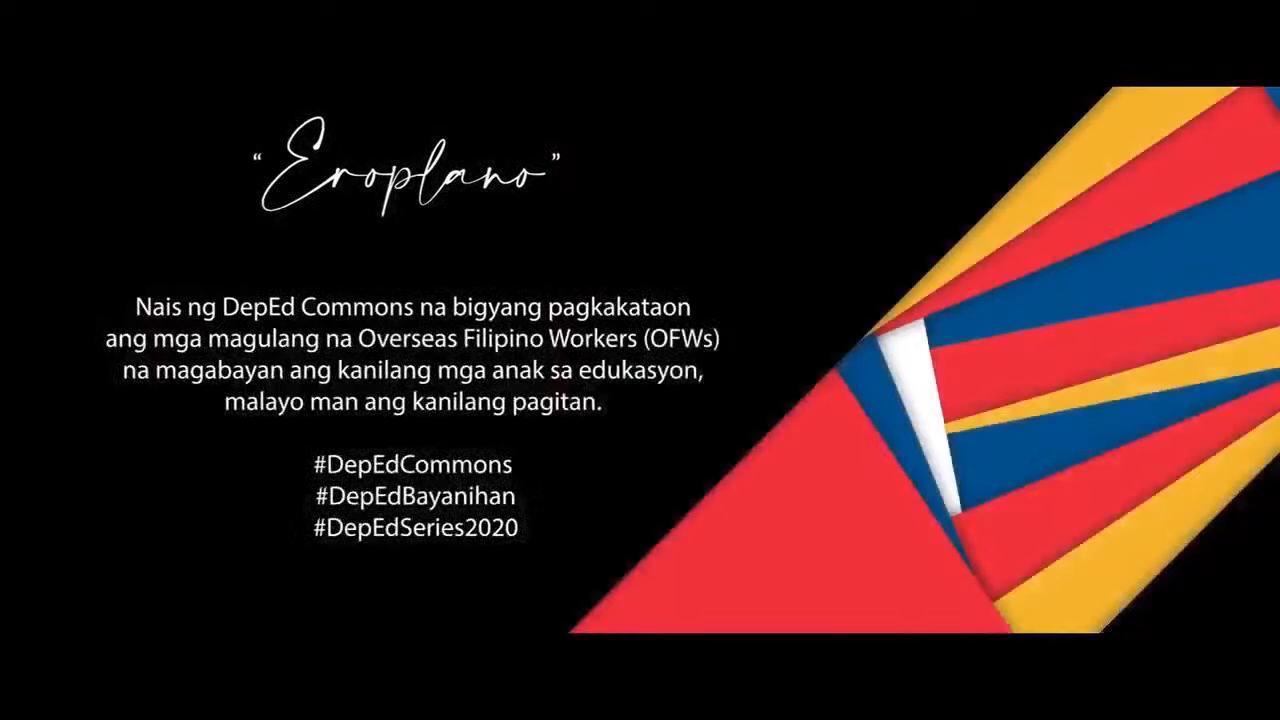 “Eroplano”
Nais ng DepEd Commons na bigyang pagkakataon
ang mga magulang na Overseas Filipino Workers (OFWs)
na magabayan ang kanilang mga anak sa edukasyon,
malayo man ang kanilang pagitan.
#DepEdCommons
#DepEdBayanihan
#DepEdSeries2020